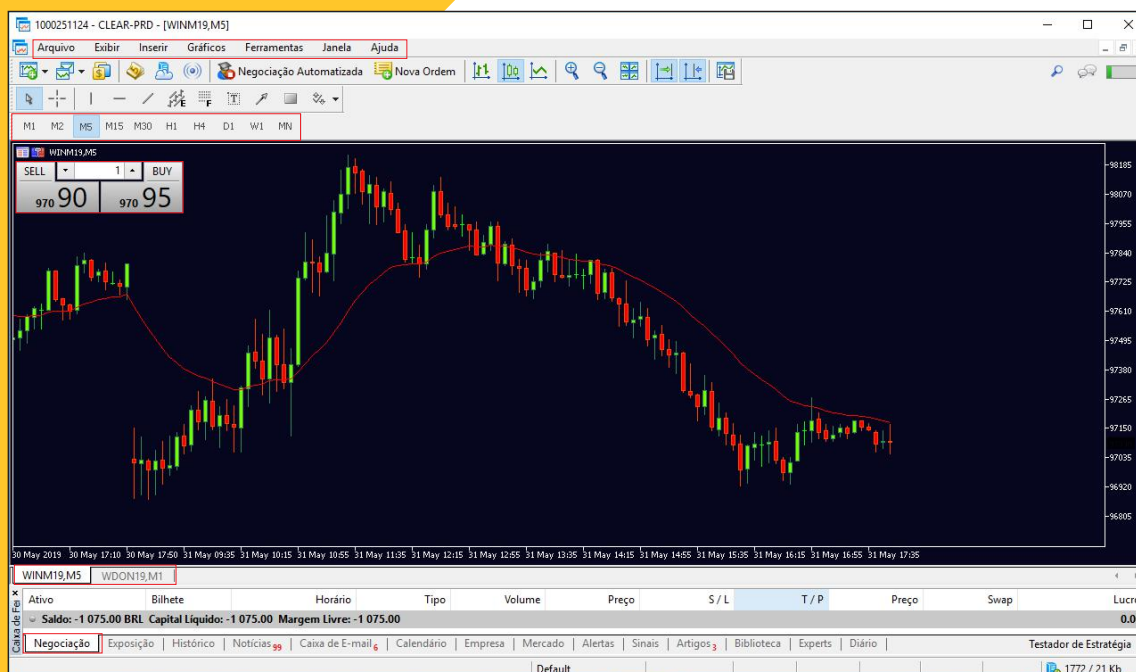 1000251124 - CLEAR-PRD - [WINM19,M5]
Arquivo Exibir Inserir Gráficos Ferramentas Janela Ajuda
Negociação Automatizada Nova Ordem
M1 M2 M5 M15 M30 H1 H4 D1 W1 MN
WINM19,M5
SELL 1 BUY
970 90 970 95
98185
98070
97955
97840
97725
97610
97495
97380
97265
97150
97035
96920
96805
30 May 2019 30 May 17:10 30 May 17:50 31 May 09:35 31 May 10:15 31 May 10:55 31 May 11:35 31 May 12:15 31 May 12:55 31 May 13:35 31 May 14:15 31 May 14:55 31 May 15:35 31 May 16:15 31 May 16:55 31 May 17:35
WINM19,M5 WDON19,M1
Ativo Bilhete Horário Tipo Volume Preço S / L T / P Preço Swap Lucro
Saldo: -1 075.00 BRL Capital Líquido: -1 075.00 Margem Livre: -1 075.00 0.0
Negociação Exposição Histórico Notícias 99 Caixa de E-mail 6 Calendário Empresa Mercado Alertas Sinais Artigos 3 Biblioteca Experts Diário Testador de Estratégia
Caixa de Fe
Default 1772 / 21 Kb